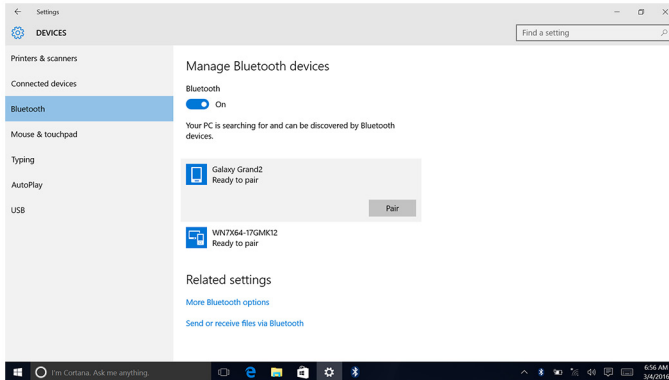 Settings
DEVICES
Find a setting
Printers & scanners
Connected devices
Bluetooth
Mouse & touchpad
Typing
AutoPlay
USB
Manage Bluetooth devices
Bluetooth
On
Your PC is searching for and can be discovered by Bluetooth
devices.
Galaxy Grand2
Ready to pair
Pair
WN7X64-17GMK12
Ready to pair
Related settings
More Bluetooth options
Send or receive files via Bluetooth
I'm Cortana. Ask me anything.
6:56 AM
3/4/2016